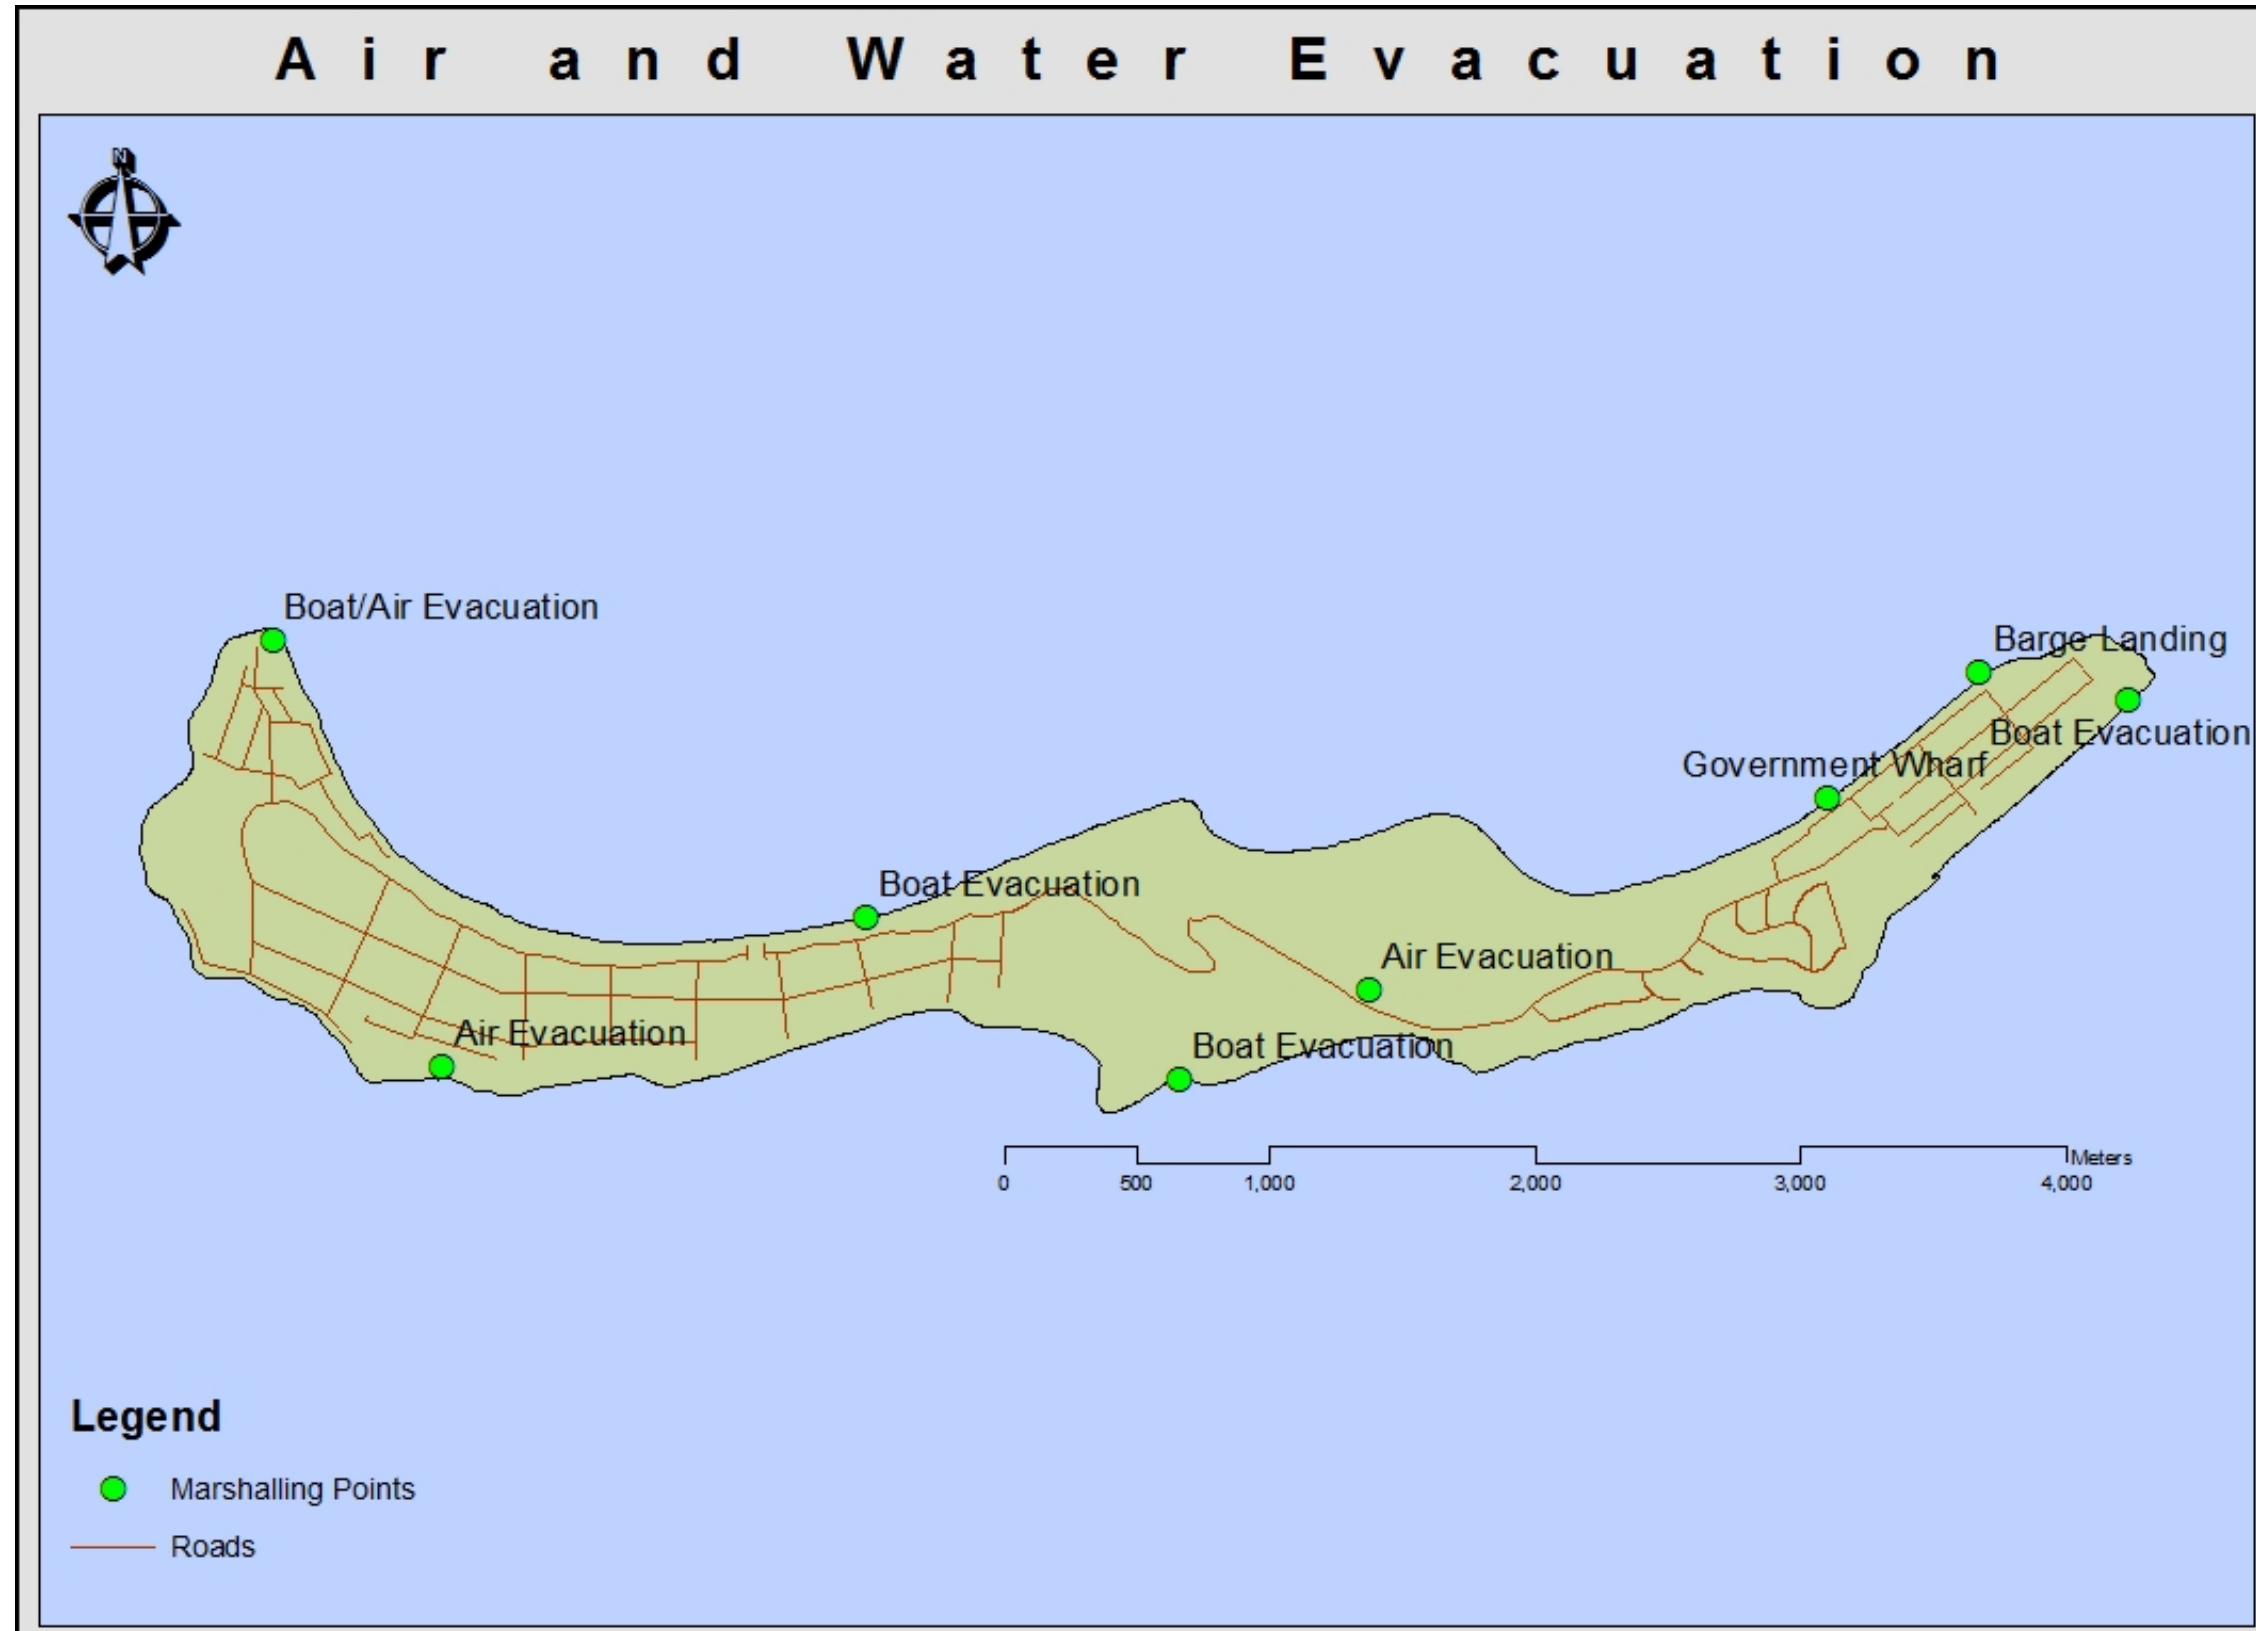 Air and Water Evacuation
N
Boat/Air Evacuation
Barge Landing
Boat Evacuation
Government Wharf
Boat Evacuation
Air Evacuation
Air Evacuation
Boat Evacuation
Meters
0 500 1,000 2,000 3,000 4,000
Legend
Marshalling Points
Roads